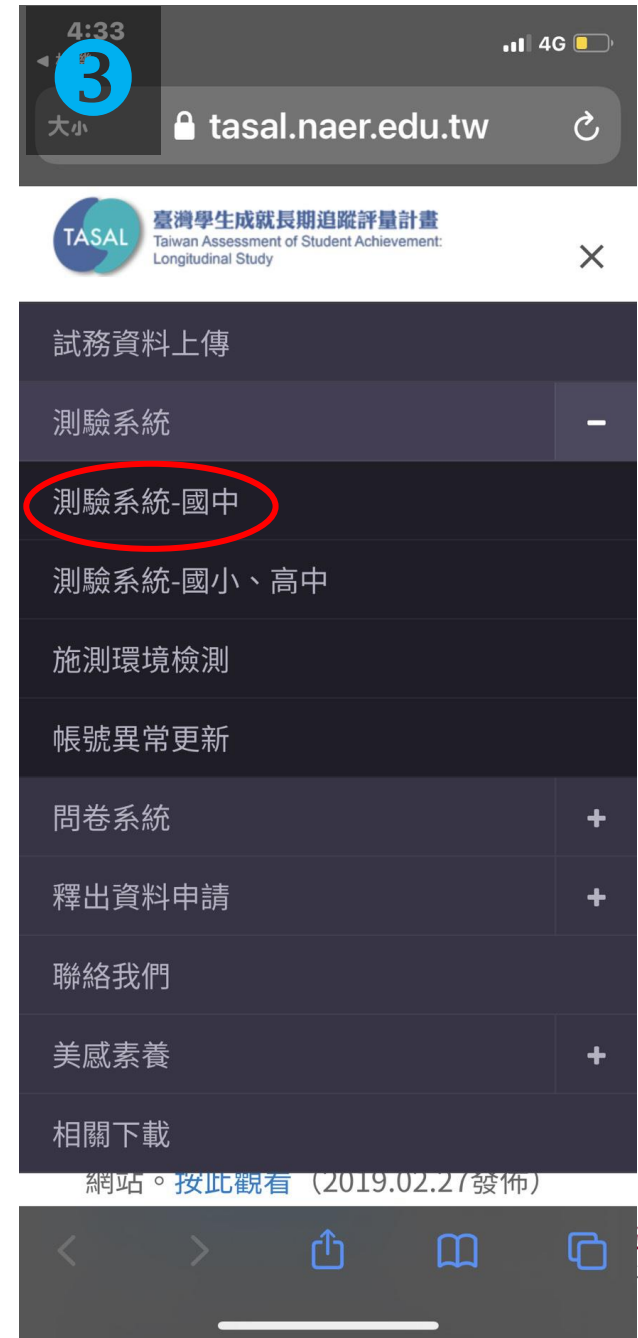 4:33
4G
3
大小
tasal.naer.edu.tw
TASAL
臺灣學生成就長期追蹤評量計畫
Taiwan Assessment of Student Achievement:
Longitudinal Study
試務資料上傳
測驗系統
測驗系統-國中
測驗系統-國小、高中
施測環境檢測
帳號異常更新
問卷系統
釋出資料申請
聯絡我們
美感素養
相關下載
網站。按此觀看（2019.02.27發佈）